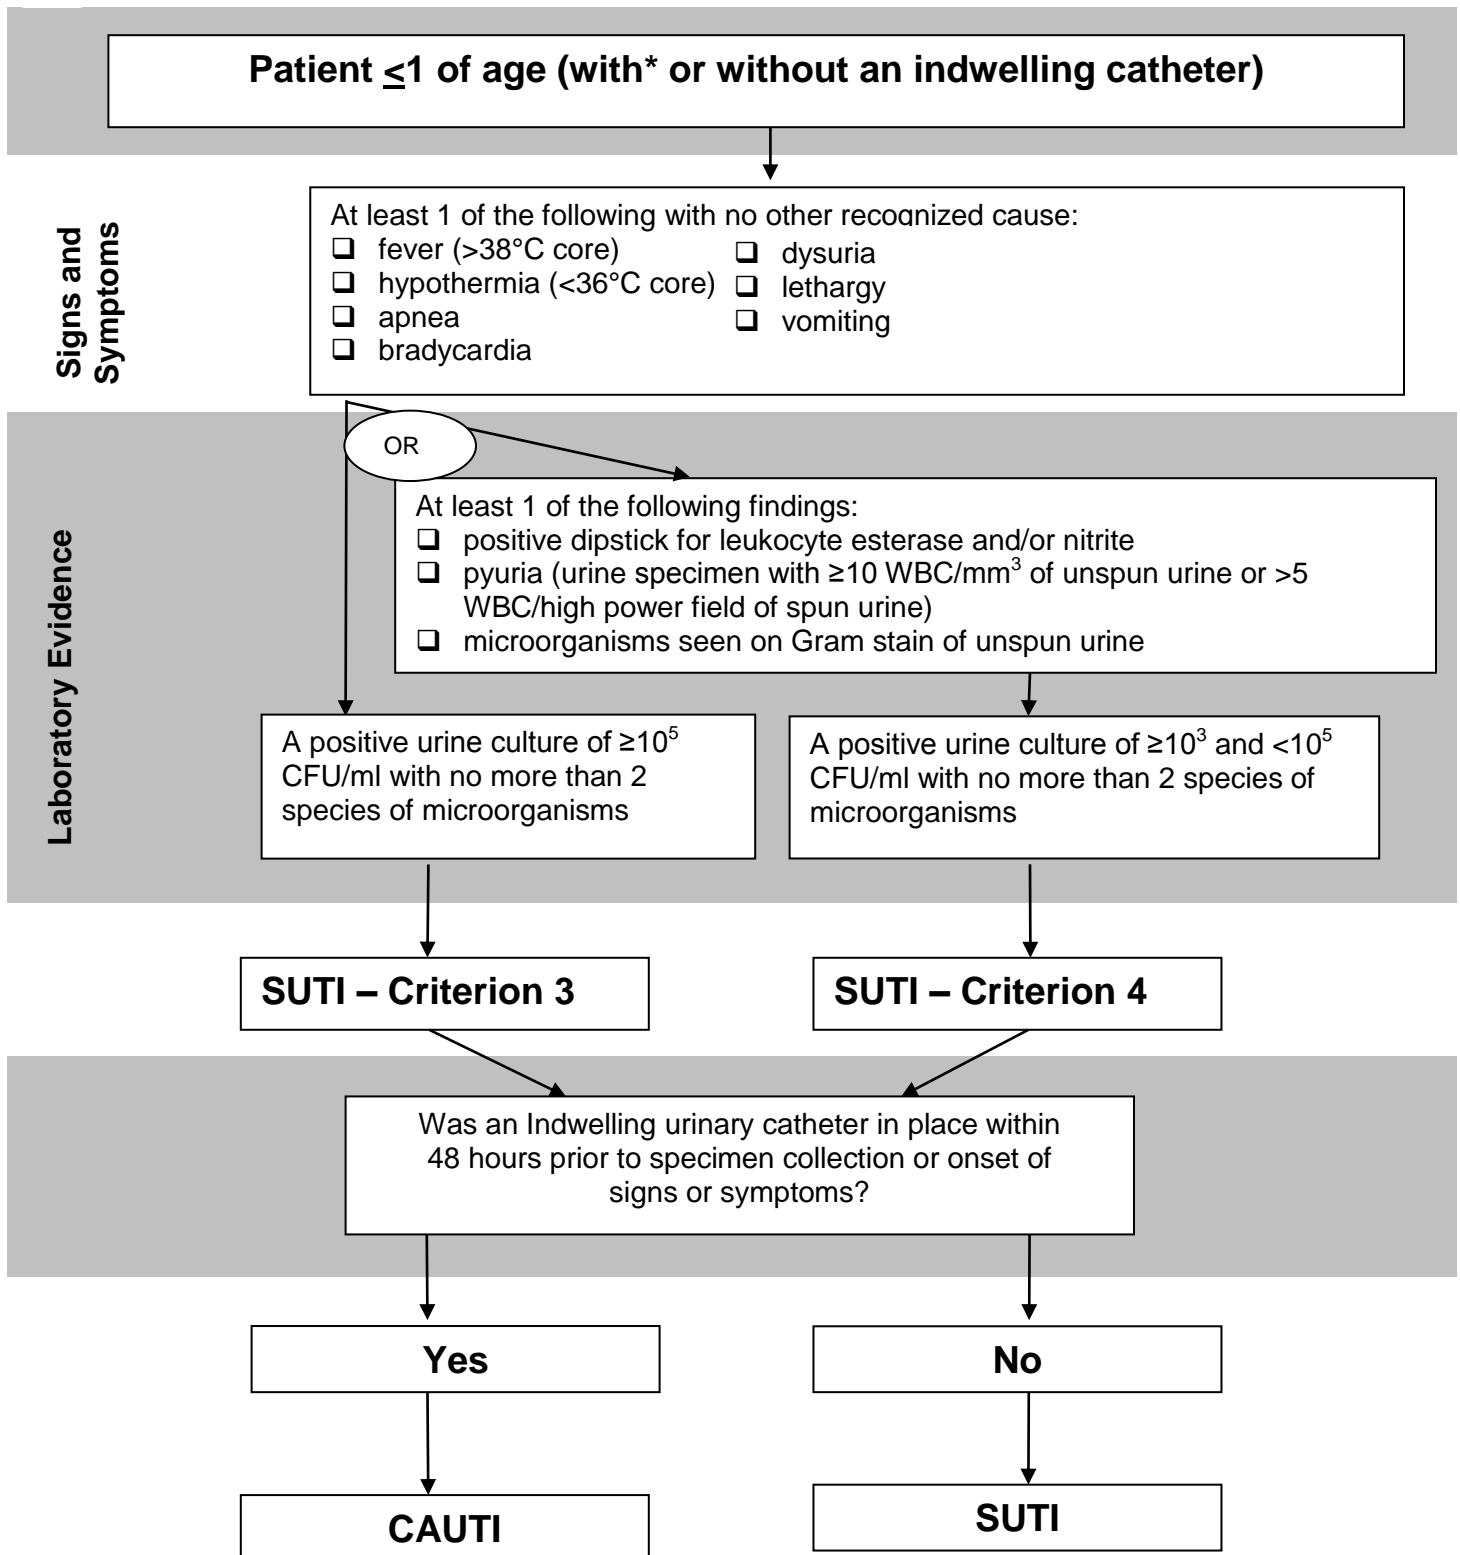 Patient ≤1 of age (with* or without an indwelling catheter)
Signs and
Symptoms
At least 1 of the following with no other recognized cause:
❑ fever (>38°C core)
❑ hypothermia (<36°C core)
❑ apnea
❑ bradycardia
❑ dysuria
❑ lethargy
❑ vomiting
OR
Laboratory Evidence
At least 1 of the following findings:
❑ positive dipstick for leukocyte esterase and/or nitrite
❑ pyuria (urine specimen with ≥10 WBC/mm³ of unspun urine or >5
WBC/high power field of spun urine)
❑ microorganisms seen on Gram stain of unspun urine
A positive urine culture of ≥10⁵
CFU/ml with no more than 2
species of microorganisms
A positive urine culture of ≥10³ and <10⁵
CFU/ml with no more than 2 species of
microorganisms
SUTI – Criterion 3
SUTI – Criterion 4
Was an Indwelling urinary catheter in place within
48 hours prior to specimen collection or onset of
signs or symptoms?
Yes
No
CAUTI
SUTI